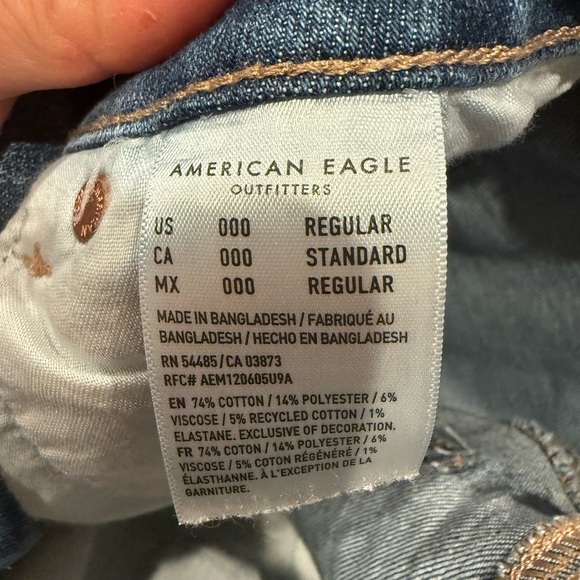 AMERICAN EAGLE
OUTFITTERS
US 000 REGULAR
CA 000 STANDARD
MX 000 REGULAR
MADE IN BANGLADESH / FABRIQUÉ AU
BANGLADESH / HECHO EN BANGLADESH
RN 54485 / CA 03873
RFC# AEM120605U9A
EN 74% COTTON / 14% POLYESTER / 6%
VISCOSE / 5% RECYCLED COTTON / 1%
ELASTANE. EXCLUSIVE OF DECORATION.
FR 74% COTON / 14% POLYESTER / 6%
VISCOSE / 5% COTON RÉGÉNÉRÉ / 1%
ÉLASTHANNE. À L'EXCEPTION DE LA
GARNITURE.
AMERICAN